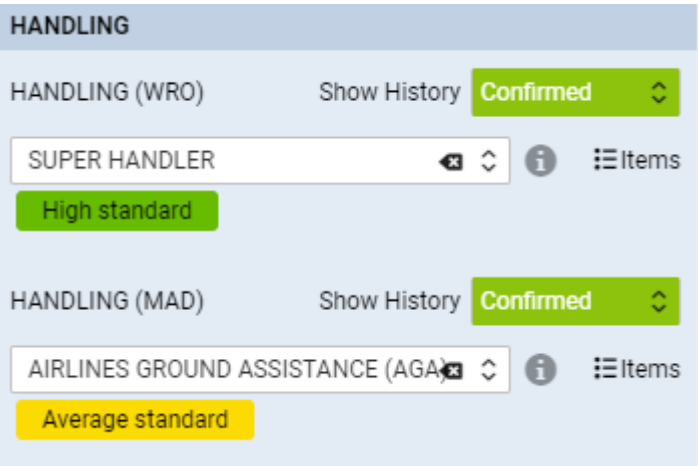 HANDLING
HANDLING (WRO) Show History Confirmed
SUPER HANDLER Items
High standard
HANDLING (MAD) Show History Confirmed
AIRLINES GROUND ASSISTANCE (AGA) Items
Average standard